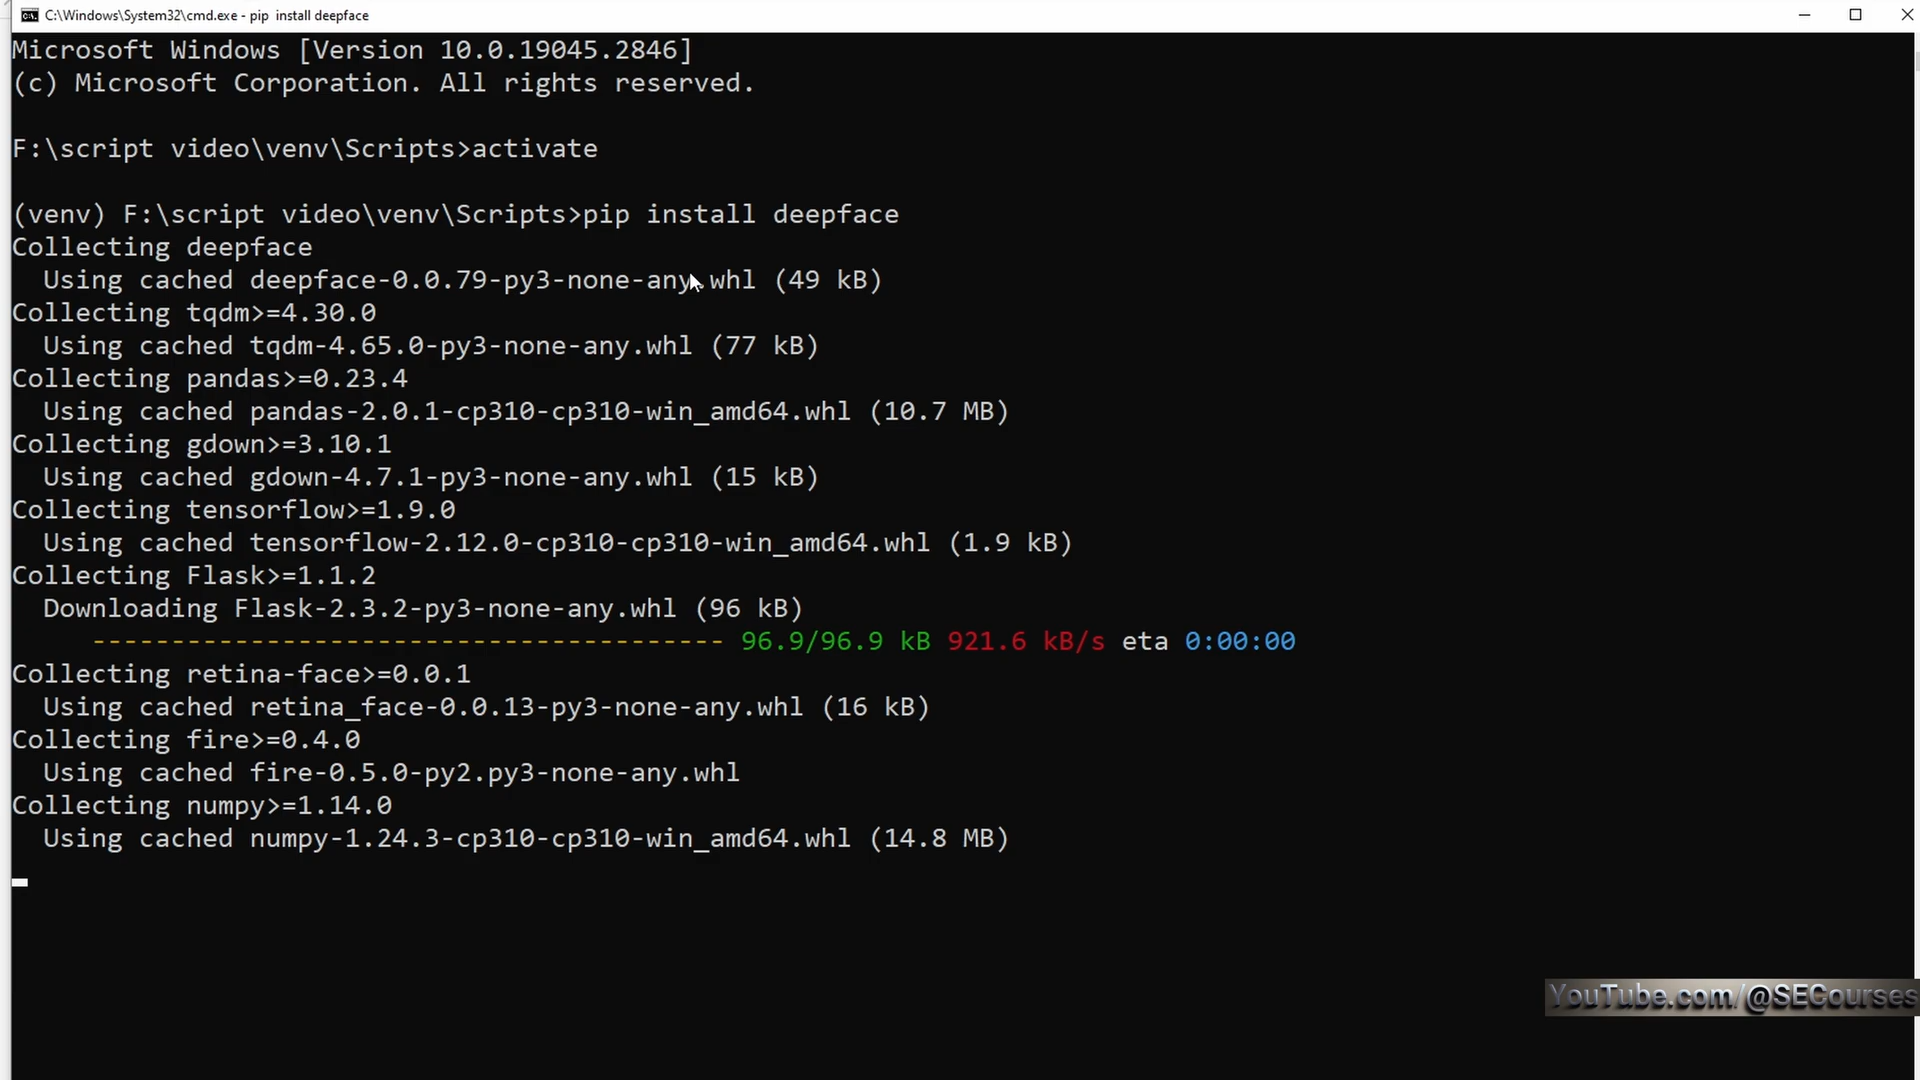 C:\Windows\System32\cmd.exe - pip  install deepface
Microsoft Windows [Version 10.0.19045.2846]
(c) Microsoft Corporation. All rights reserved.
F:\script video\venv\Scripts>activate
(venv) F:\script video\venv\Scripts>pip install deepface
Collecting deepface
  Using cached deepface-0.0.79-py3-none-any.whl (49 kB)
Collecting tqdm>=4.30.0
  Using cached tqdm-4.65.0-py3-none-any.whl (77 kB)
Collecting pandas>=0.23.4
  Using cached pandas-2.0.1-cp310-cp310-win_amd64.whl (10.7 MB)
Collecting gdown>=3.10.1
  Using cached gdown-4.7.1-py3-none-any.whl (15 kB)
Collecting tensorflow>=1.9.0
  Using cached tensorflow-2.12.0-cp310-cp310-win_amd64.whl (1.9 kB)
Collecting Flask>=1.1.2
  Downloading Flask-2.3.2-py3-none-any.whl (96 kB)
     ---------------------------------------- 96.9/96.9 kB 921.6 kB/s eta 0:00:00
Collecting retina-face>=0.0.1
  Using cached retina_face-0.0.13-py3-none-any.whl (16 kB)
Collecting fire>=0.4.0
  Using cached fire-0.5.0-py2.py3-none-any.whl
Collecting numpy>=1.14.0
  Using cached numpy-1.24.3-cp310-cp310-win_amd64.whl (14.8 MB)
YouTube.com/@SECourses